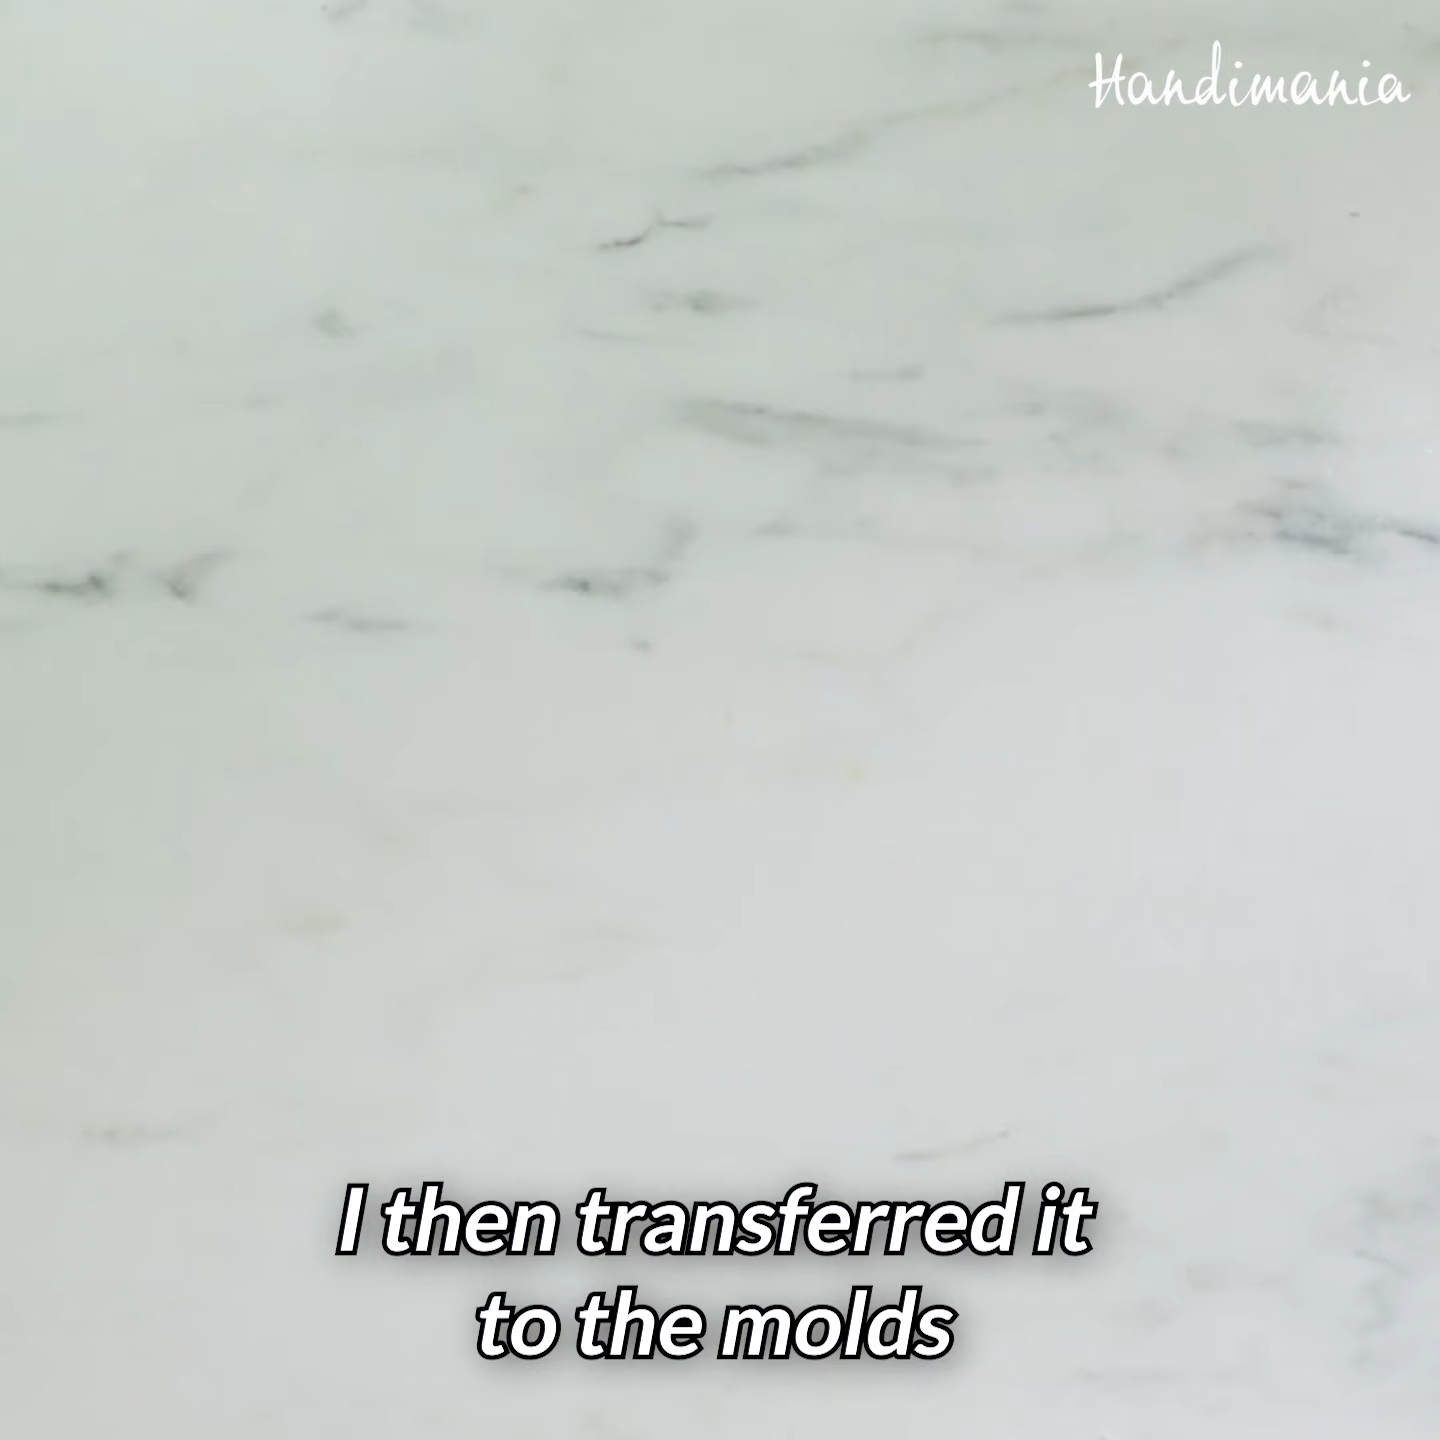 Handimania
I then transferred it
to the molds